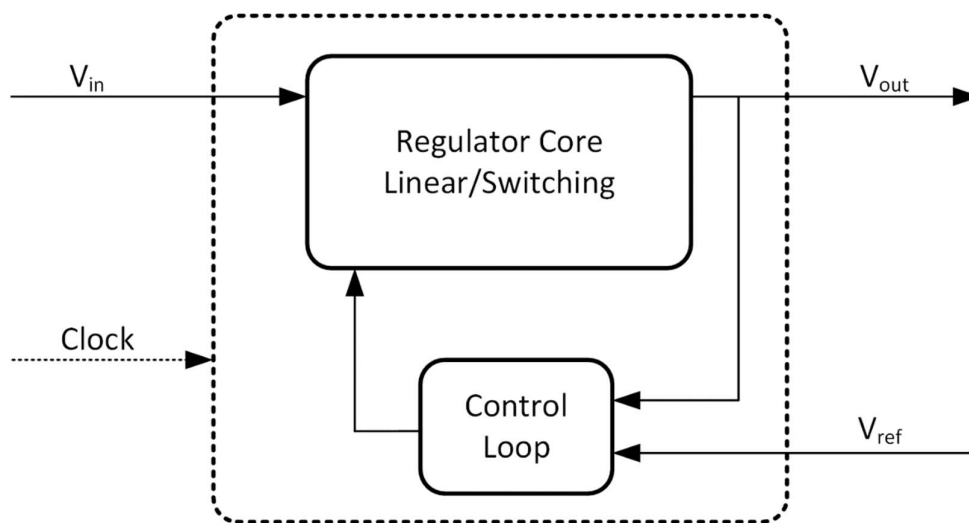 V_in
V_out
Regulator Core
Linear/Switching
Clock
Control
Loop
V_ref